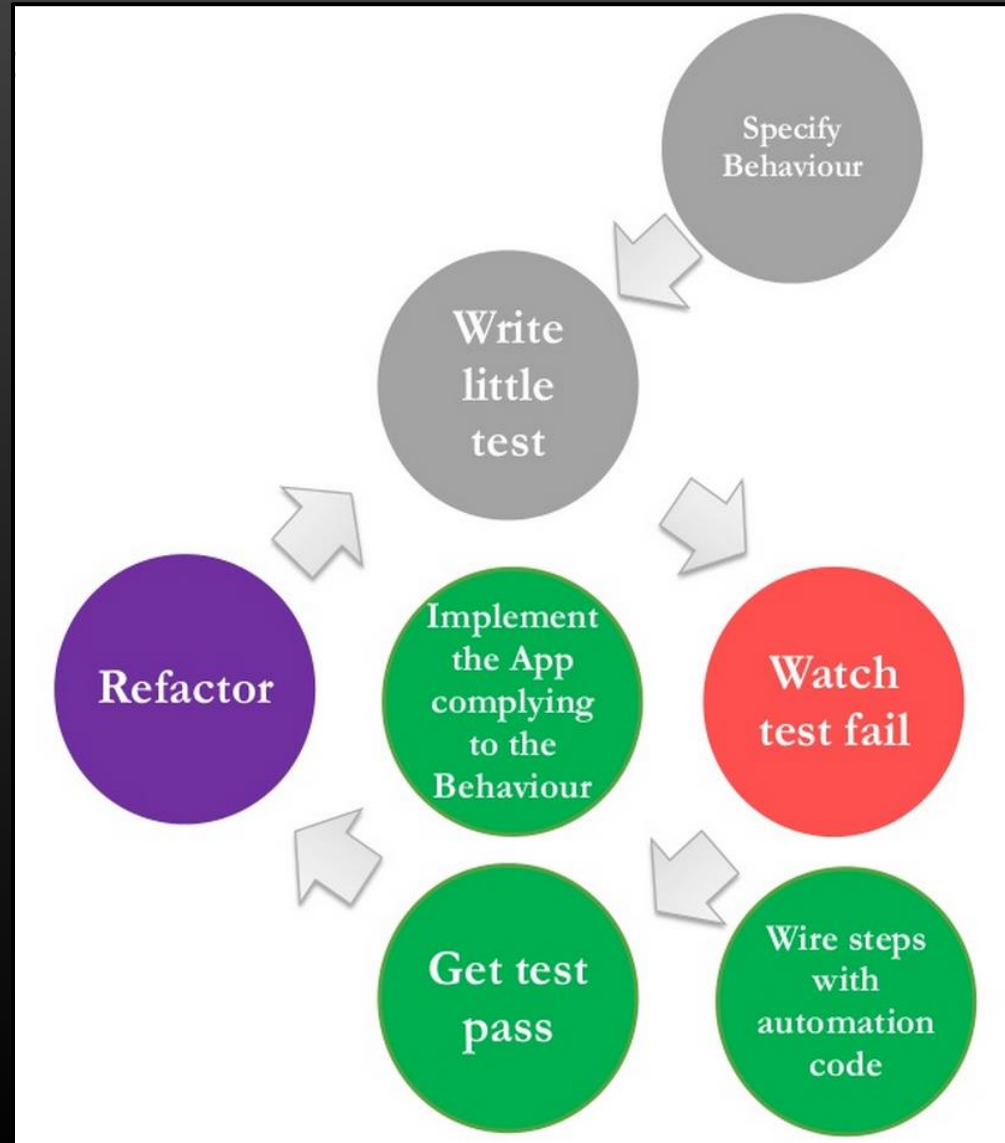 Specify
Behaviour
Write
little
test
Refactor
Implement
the App
complying
to the
Behaviour
Watch
test fail
Get test
pass
Wire steps
with
automation
code